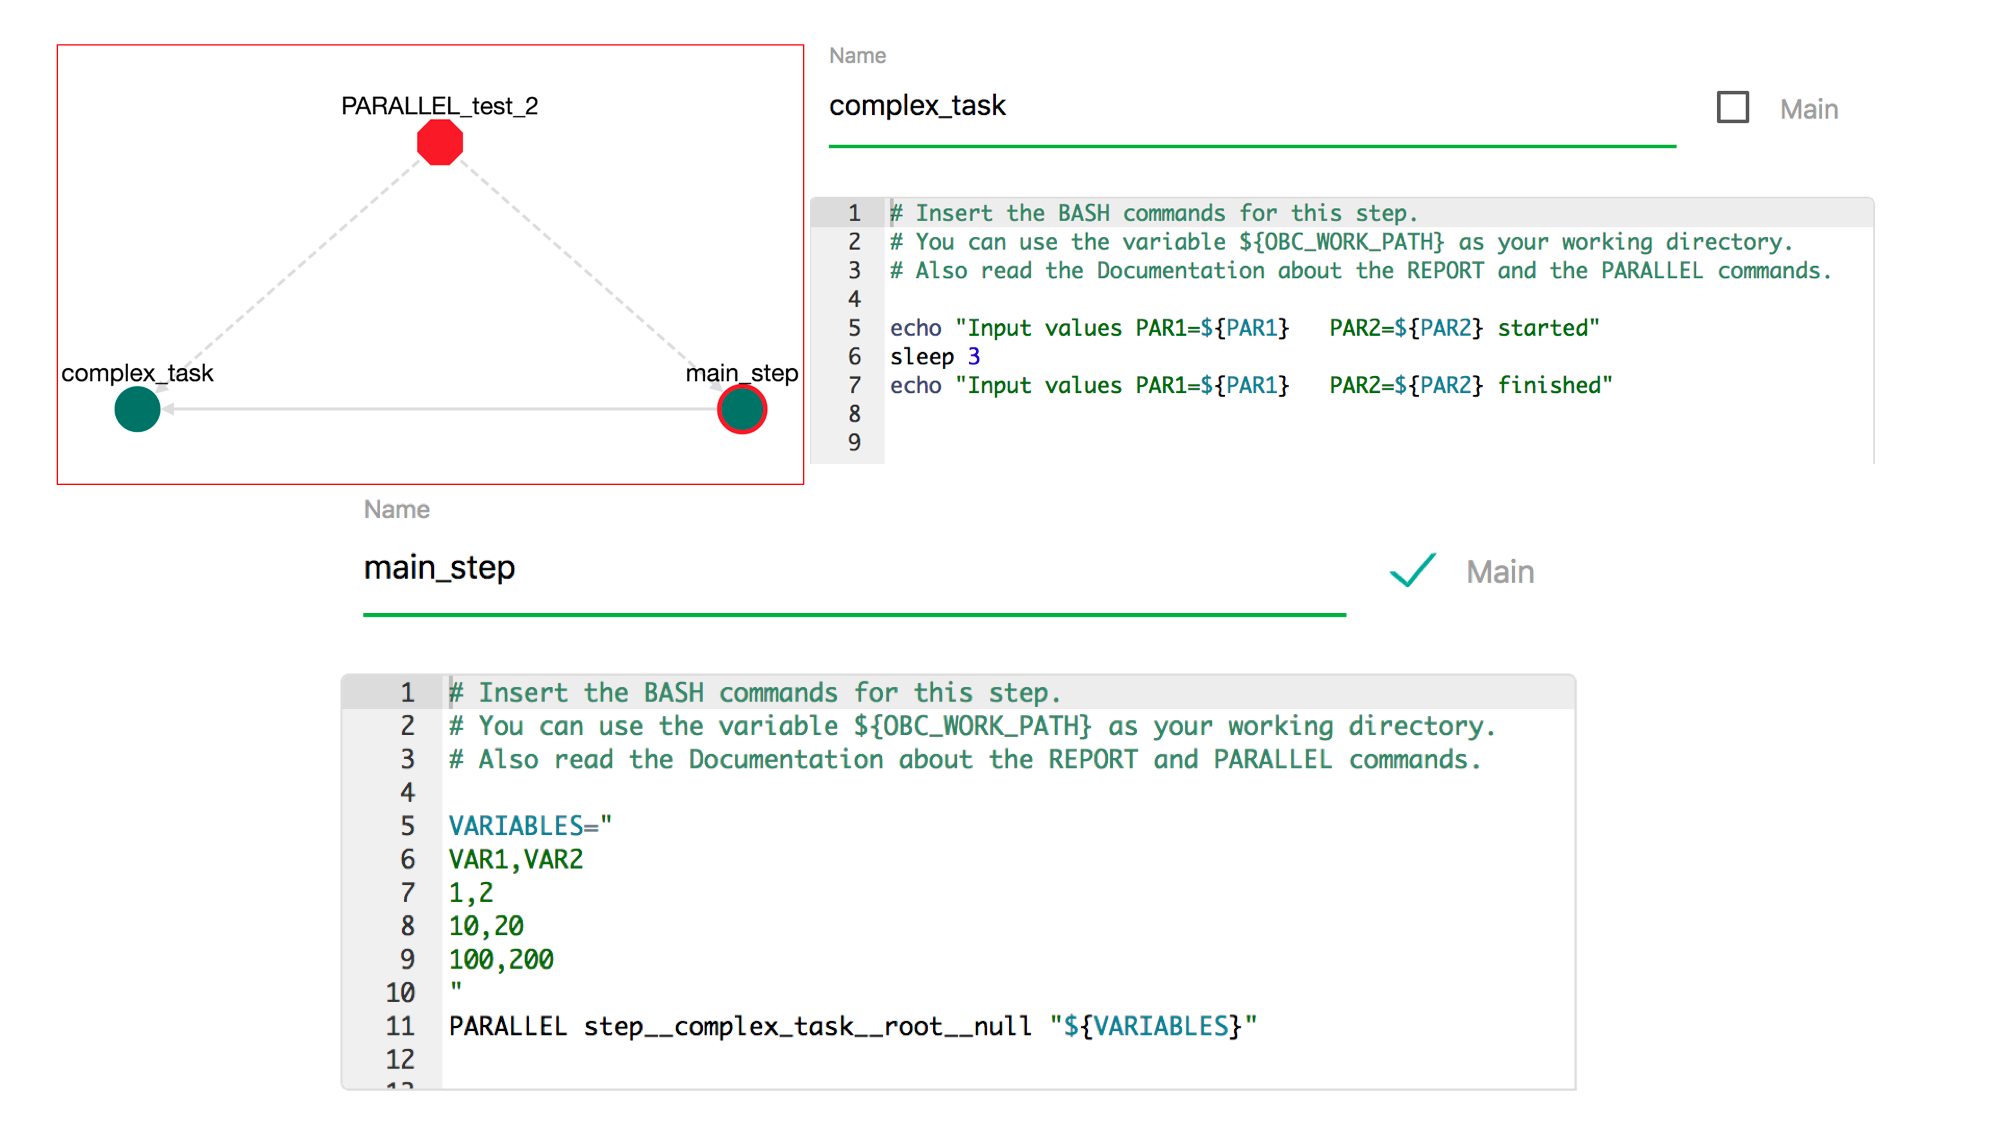 PARALLEL_test_2
complex_task
main_step
Name
complex_task
Main
1 # Insert the BASH commands for this step.
2 # You can use the variable ${OBC_WORK_PATH} as your working directory.
3 # Also read the Documentation about the REPORT and the PARALLEL commands.
4
5 echo "Input values PAR1=${PAR1}   PAR2=${PAR2} started"
6 sleep 3
7 echo "Input values PAR1=${PAR1}   PAR2=${PAR2} finished"
8
9
Name
main_step
Main
1 # Insert the BASH commands for this step.
2 # You can use the variable ${OBC_WORK_PATH} as your working directory.
3 # Also read the Documentation about the REPORT and PARALLEL commands.
4
5 VARIABLES="
6 VAR1,VAR2
7 1,2
8 10,20
9 100,200
10 "
11 PARALLEL step__complex_task__root__null "${VARIABLES}"
12